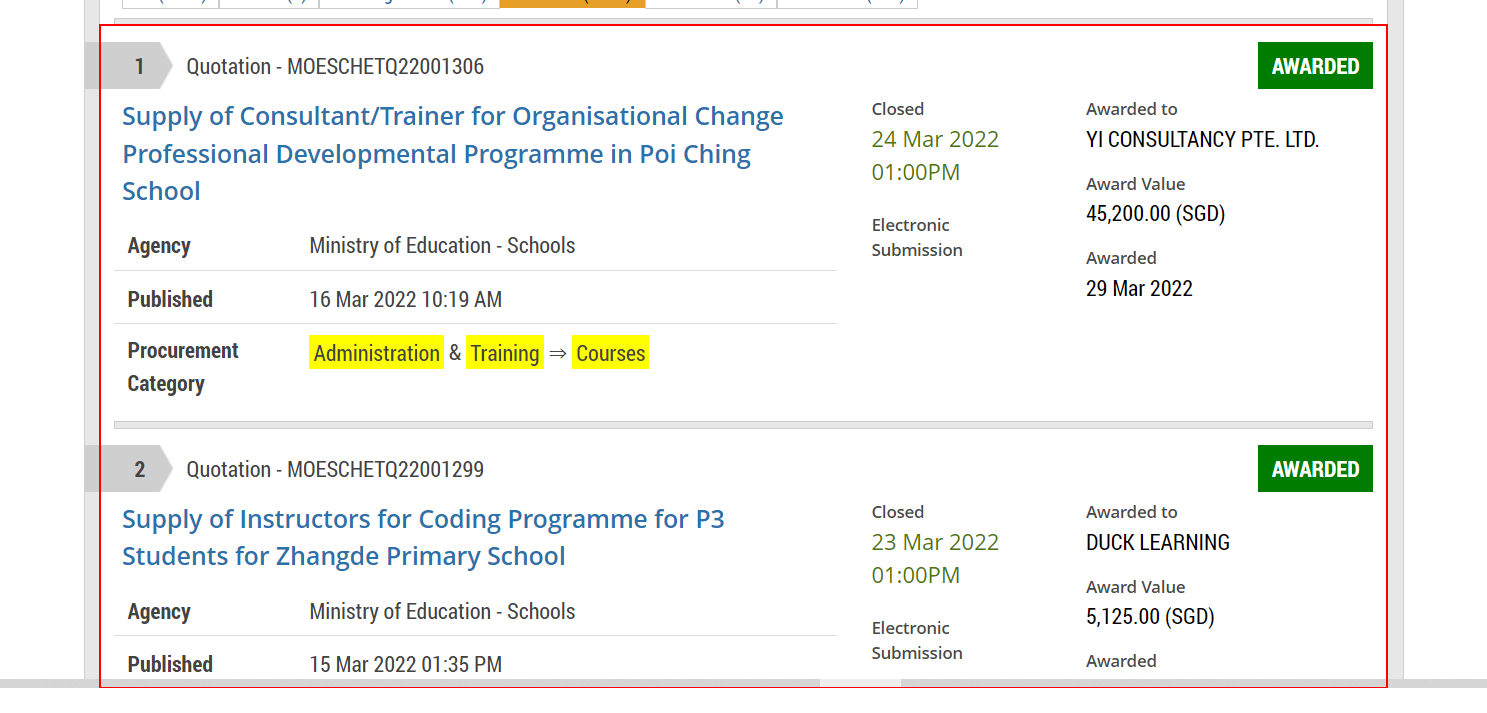 1
Quotation - MOESCHETQ22001306
AWARDED
Supply of Consultant/Trainer for Organisational Change
Professional Developmental Programme in Poi Ching
School
Agency
Ministry of Education - Schools
Published
16 Mar 2022 10:19 AM
Procurement
Category
Administration & Training ⇒ Courses
Closed
24 Mar 2022
01:00PM
Electronic
Submission
Awarded to
YI CONSULTANCY PTE. LTD.
Award Value
45,200.00 (SGD)
Awarded
29 Mar 2022
2
Quotation - MOESCHETQ22001299
AWARDED
Supply of Instructors for Coding Programme for P3
Students for Zhangde Primary School
Agency
Ministry of Education - Schools
Published
15 Mar 2022 01:35 PM
Closed
23 Mar 2022
01:00PM
Electronic
Submission
Awarded to
DUCK LEARNING
Award Value
5,125.00 (SGD)
Awarded